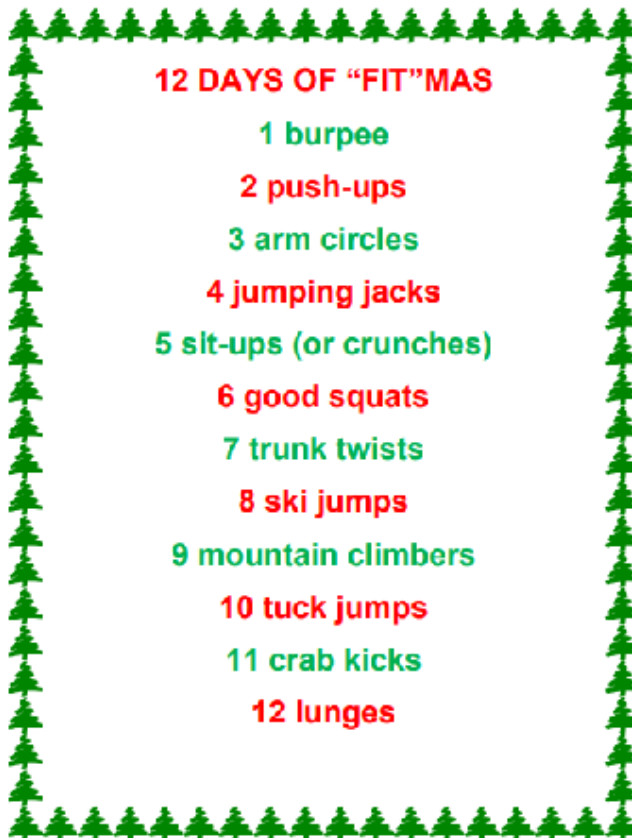 12 DAYS OF “FIT”MAS
1 burpee
2 push-ups
3 arm circles
4 jumping jacks
5 sit-ups (or crunches)
6 good squats
7 trunk twists
8 ski jumps
9 mountain climbers
10 tuck jumps
11 crab kicks
12 lunges